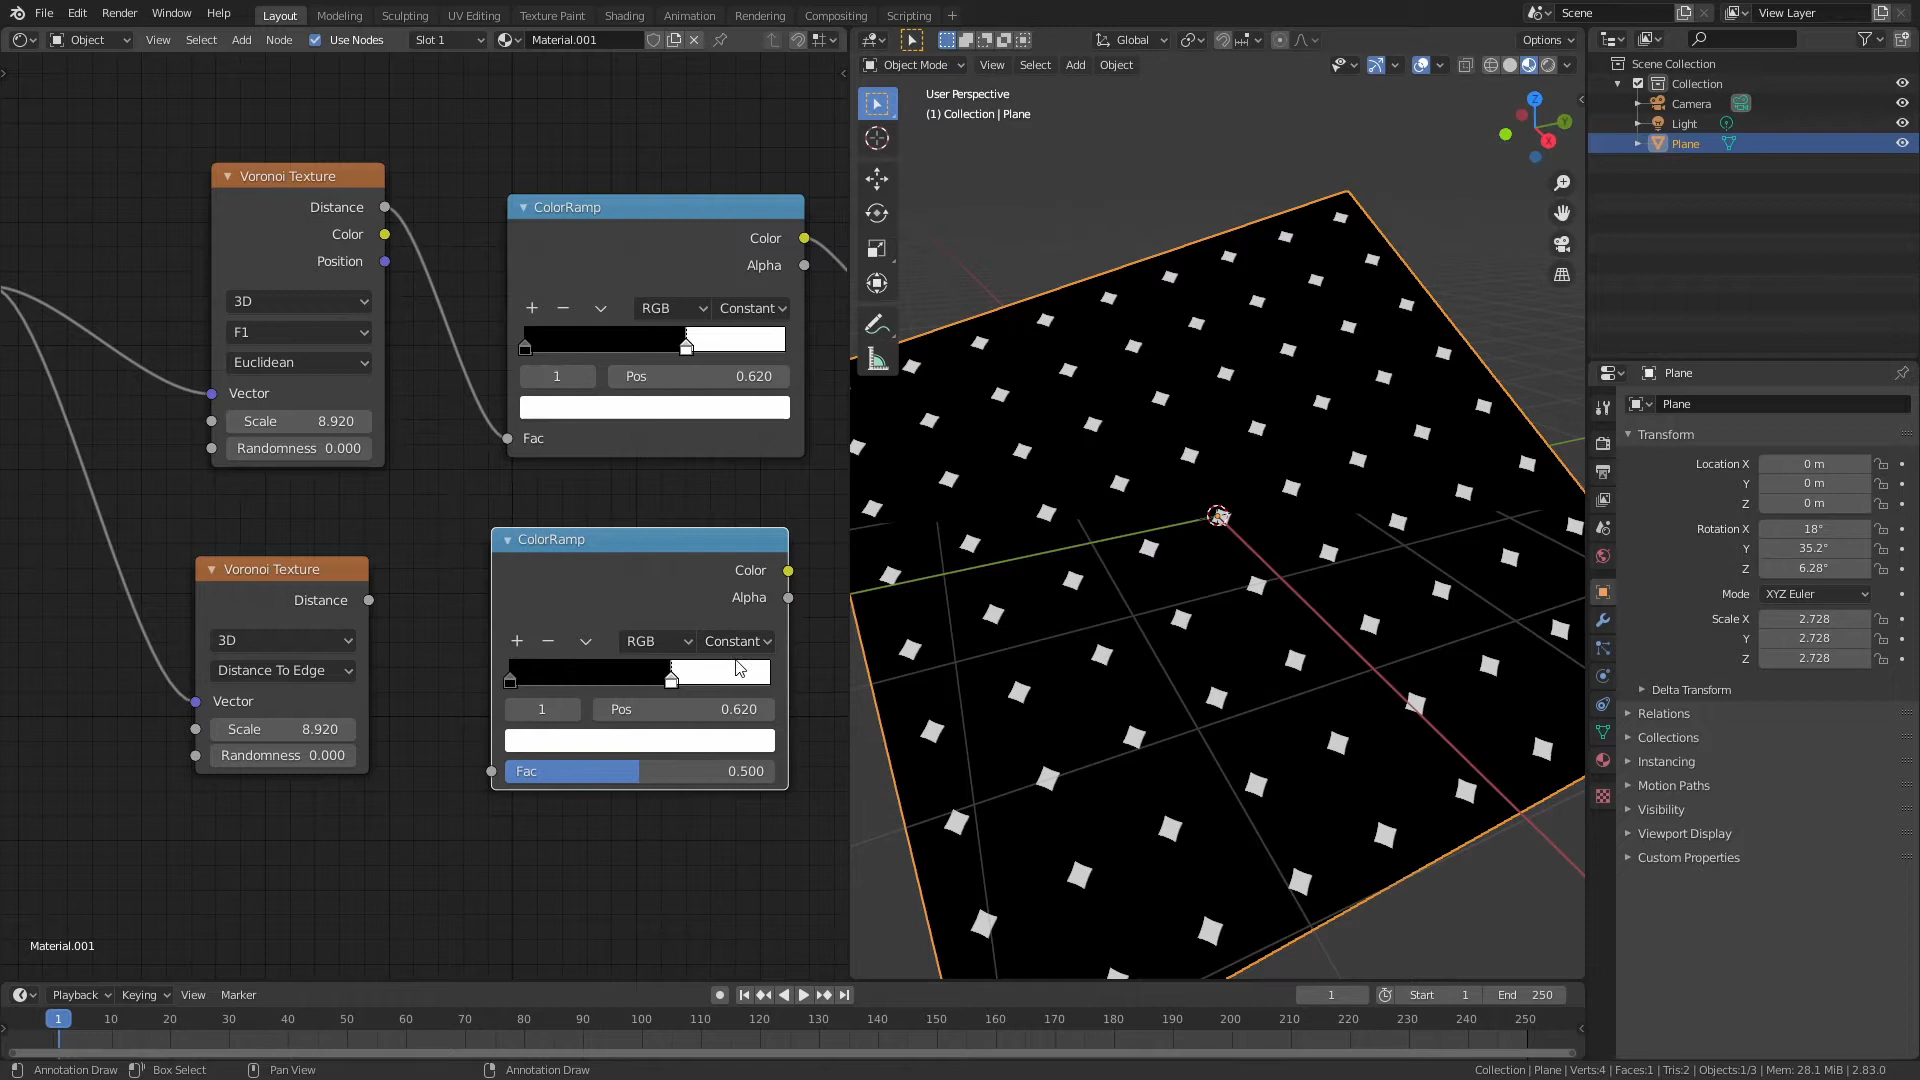 File Edit Render Window Help Layout Modeling Sculpting UV Editing Texture Paint Shading Animation Rendering Compositing Scripting + Scene View Layer
Object View Select Add Node Use Nodes Slot 1 Material.001 Global Options
Object Mode View Select Add Object
User Perspective
(1) Collection | Plane
Scene Collection
Collection
Camera
Light
Plane
Voronoi Texture
Distance
Color
Position
3D
F1
Euclidean
Vector
Scale 8.920
Randomness 0.000
ColorRamp
Color
Alpha
RGB Constant
1 Pos 0.620
Fac
Voronoi Texture
Distance
3D
Distance To Edge
Vector
Scale 8.920
Randomness 0.000
ColorRamp
Color
Alpha
RGB Constant
1 Pos 0.620
Fac 0.500
Material.001
Z
Y
X
Plane
Plane
Transform
Location X 0 m
Y 0 m
Z 0 m
Rotation X 18°
Y 35.2°
Z 6.28°
Mode XYZ Euler
Scale X 2.728
Y 2.728
Z 2.728
Delta Transform
Relations
Collections
Instancing
Motion Paths
Visibility
Viewport Display
Custom Properties
Playback Keying View Marker 1 Start 1 End 250
1 10 20 30 40 50 60 70 80 90 100 110 120 130 140 150 160 170 180 190 200 210 220 230 240 250
Annotation Draw Box Select Pan View Annotation Draw Collection | Plane | Verts:4 | Faces:1 | Tris:2 | Objects:1/3 | Mem: 28.1 MiB | 2.83.0